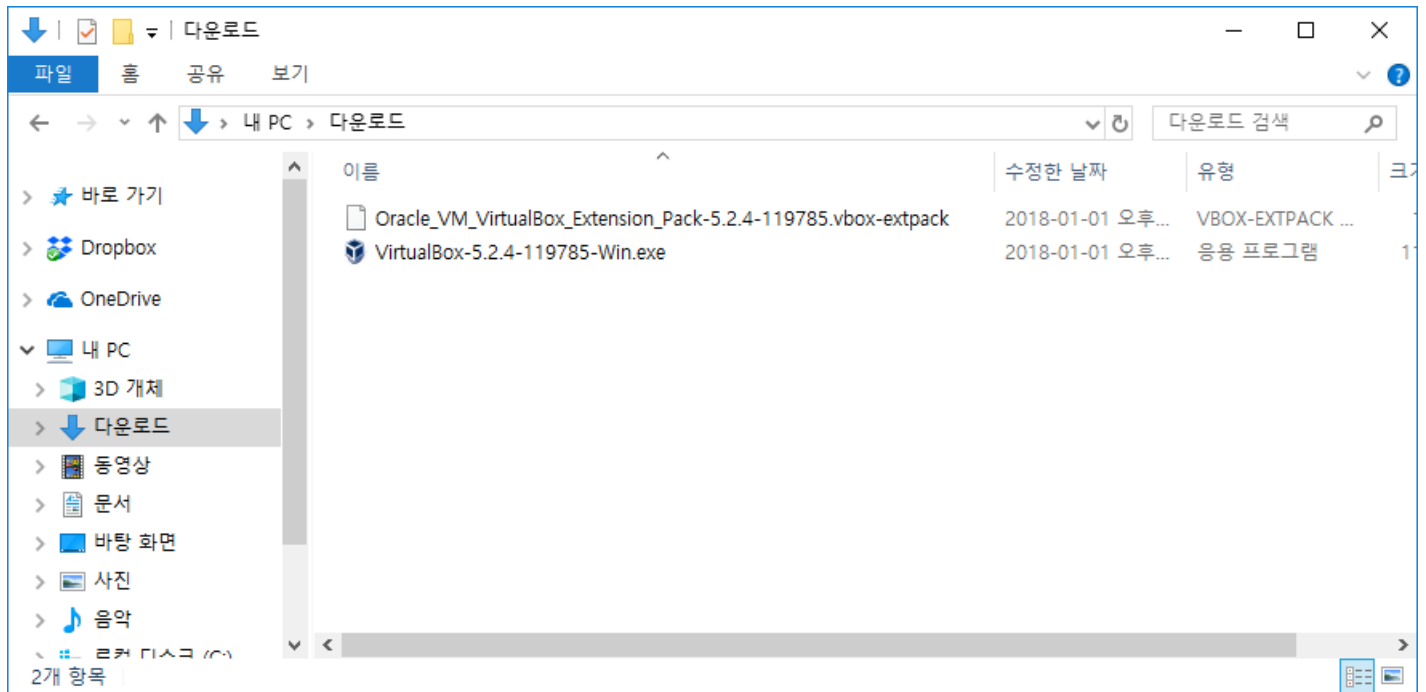 다운로드
파일 홈 공유 보기
내 PC 다운로드 다운로드 검색
이름 수정한 날짜 유형
바로 가기
Dropbox
OneDrive
내 PC
3D 개체
다운로드
동영상
문서
바탕 화면
사진
음악
로컬 디스크 (C:)
Oracle_VM_VirtualBox_Extension_Pack-5.2.4-119785.vbox-extpack 2018-01-01 오후... VBOX-EXTPACK ...
VirtualBox-5.2.4-119785-Win.exe 2018-01-01 오후... 응용 프로그램
2개 항목